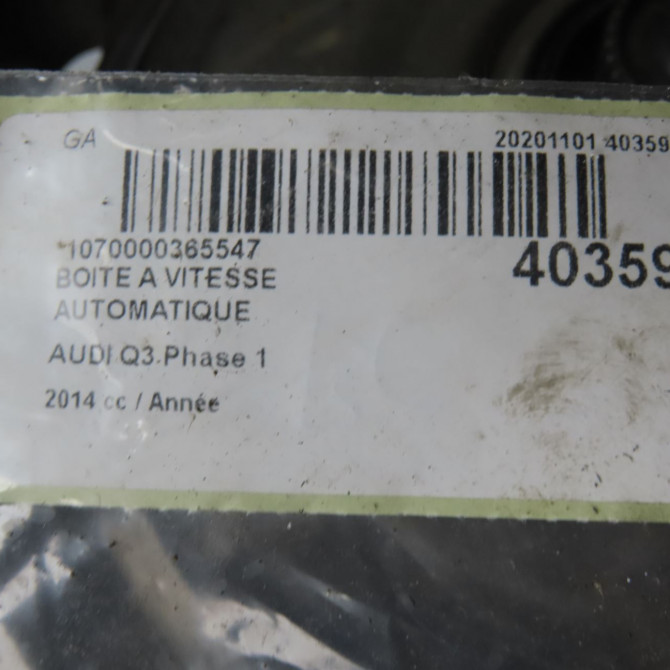 GA
20201101 40359
1070000365547
40359
BOITE A VITESSE
AUTOMATIQUE
AUDI Q3 Phase 1
2014 cc / Année